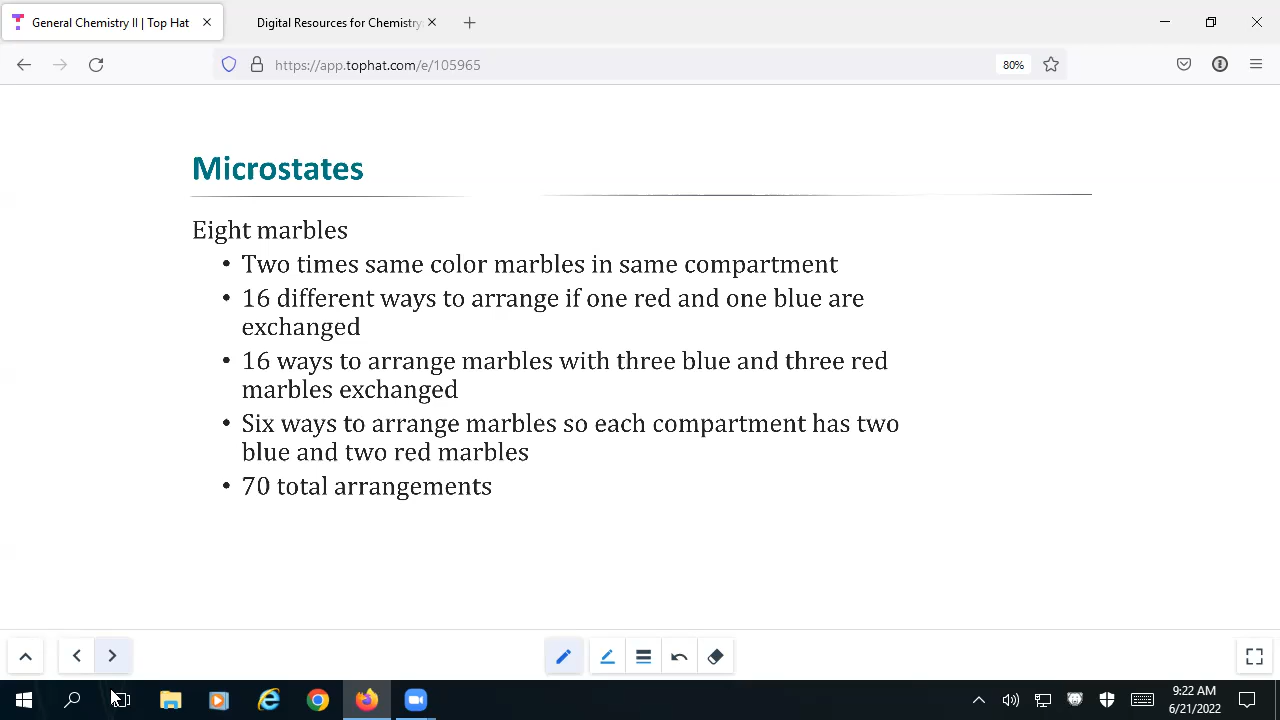 General Chemistry II | Top Hat
Digital Resources for Chemistry:
https://app.tophat.com/e/105965
80%
Microstates
Eight marbles
• Two times same color marbles in same compartment
• 16 different ways to arrange if one red and one blue are
exchanged
• 16 ways to arrange marbles with three blue and three red
marbles exchanged
• Six ways to arrange marbles so each compartment has two
blue and two red marbles
• 70 total arrangements
9:22 AM
6/21/2022